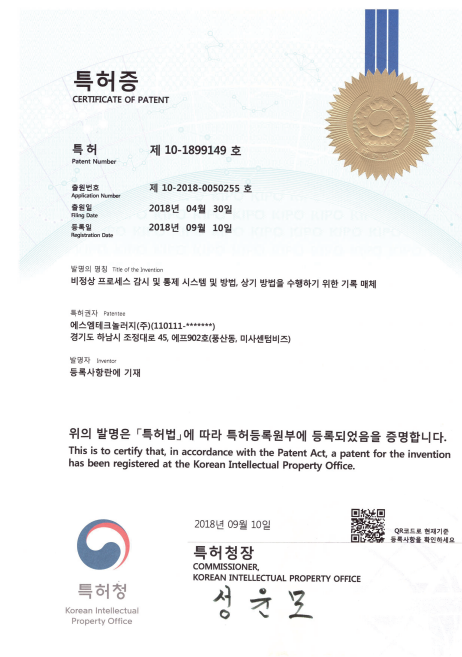 특허증
CERTIFICATE OF PATENT
특 허 제 10-1899149 호
Patent Number
출원번호 제 10-2018-0050255 호
Application Number
출원일 2018년 04월 30일
Filing Date
등록일 2018년 09월 10일
Registration Date
발명의 명칭 Title of the Invention
비정상 프로세스 감시 및 통제 시스템 및 방법, 상기 방법을 수행하기 위한 기록 매체
특허권자 Patentee
에스엠테크놀러지(주)(110111-*******)
경기도 하남시 조정대로 45, 에프902호(풍산동, 미사센텀비즈)
발명자 Inventor
등록사항란에 기재
위의 발명은 「특허법」에 따라 특허등록원부에 등록되었음을 증명합니다.
This is to certify that, in accordance with the Patent Act, a patent for the invention
has been registered at the Korean Intellectual Property Office.
2018년 09월 10일
QR코드로 현재기준
등록사항을 확인하세요
특허청장
COMMISSIONER,
KOREAN INTELLECTUAL PROPERTY OFFICE
성윤모
특허청
Korean Intellectual
Property Office